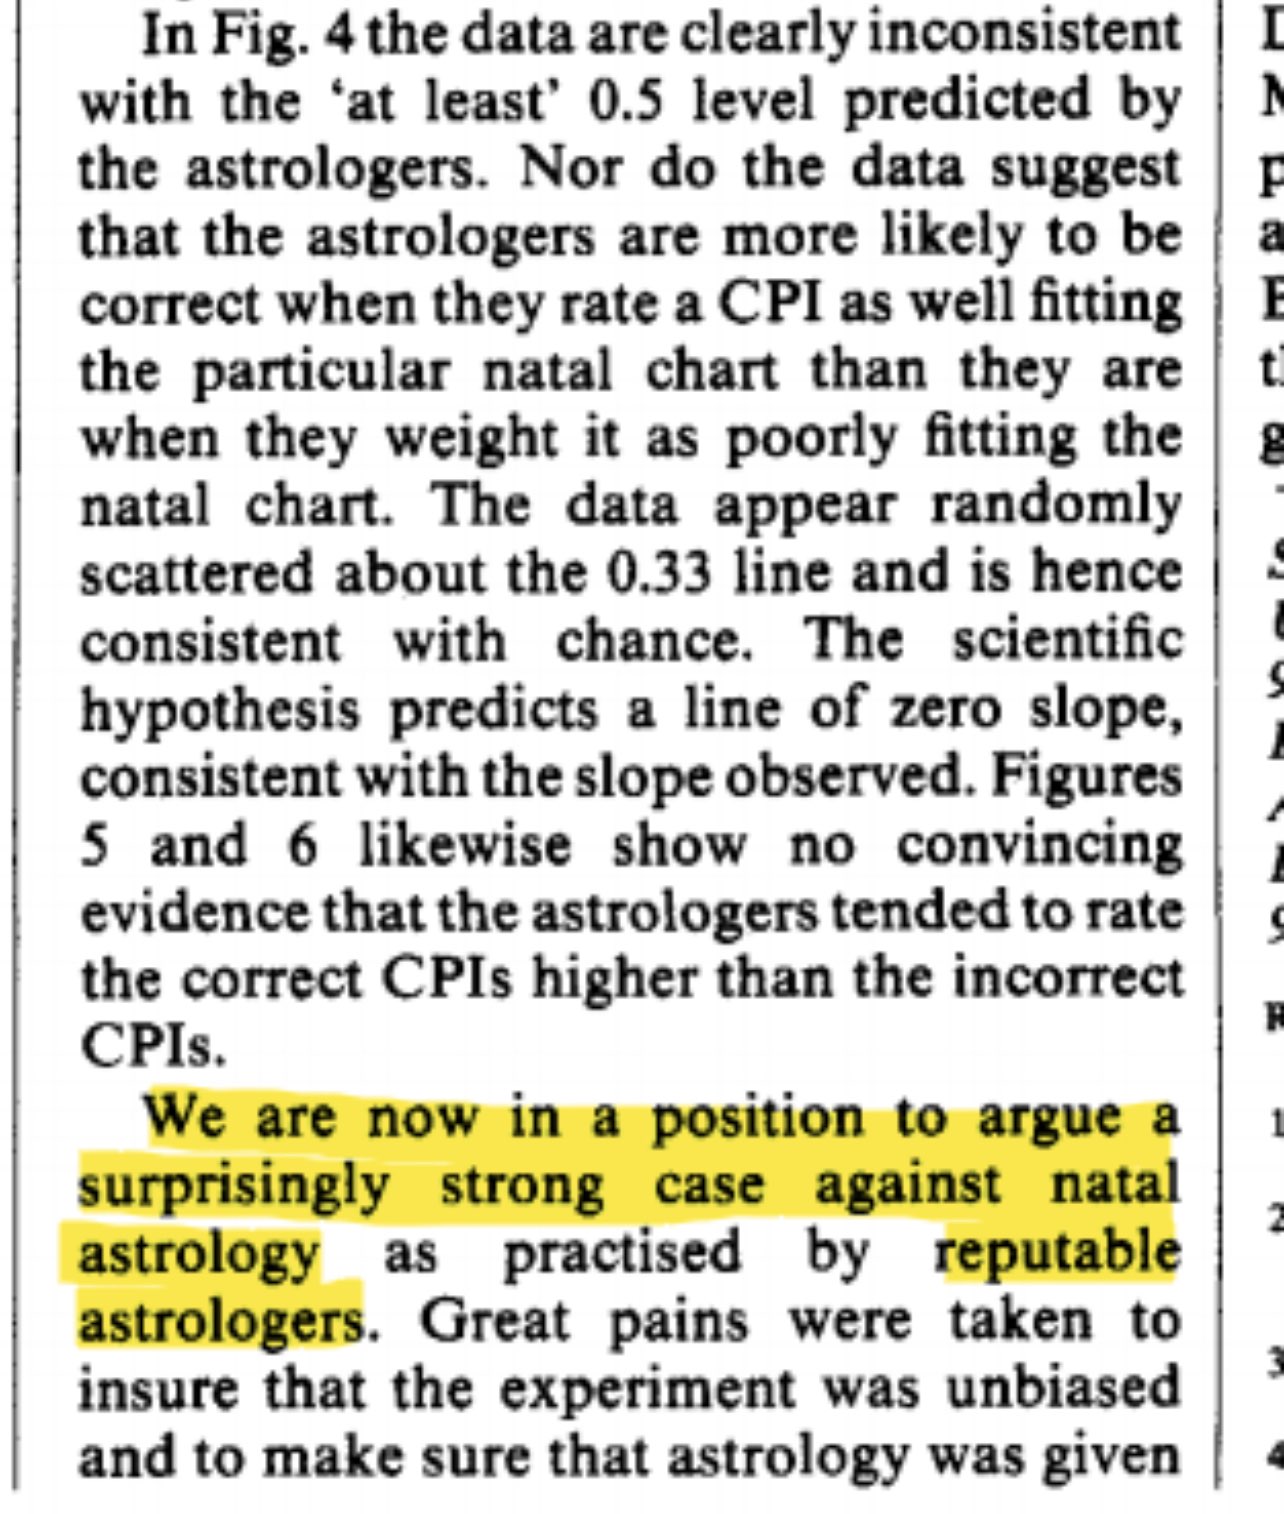 In Fig. 4 the data are clearly inconsistent
with the ‘at least’ 0.5 level predicted by
the astrologers. Nor do the data suggest
that the astrologers are more likely to be
correct when they rate a CPI as well fitting
the particular natal chart than they are
when they weight it as poorly fitting the
natal chart. The data appear randomly
scattered about the 0.33 line and is hence
consistent with chance. The scientific
hypothesis predicts a line of zero slope,
consistent with the slope observed. Figures
5 and 6 likewise show no convincing
evidence that the astrologers tended to rate
the correct CPIs higher than the incorrect
CPIs.
We are now in a position to argue a
surprisingly strong case against natal
astrology as practised by reputable
astrologers. Great pains were taken to
insure that the experiment was unbiased
and to make sure that astrology was given